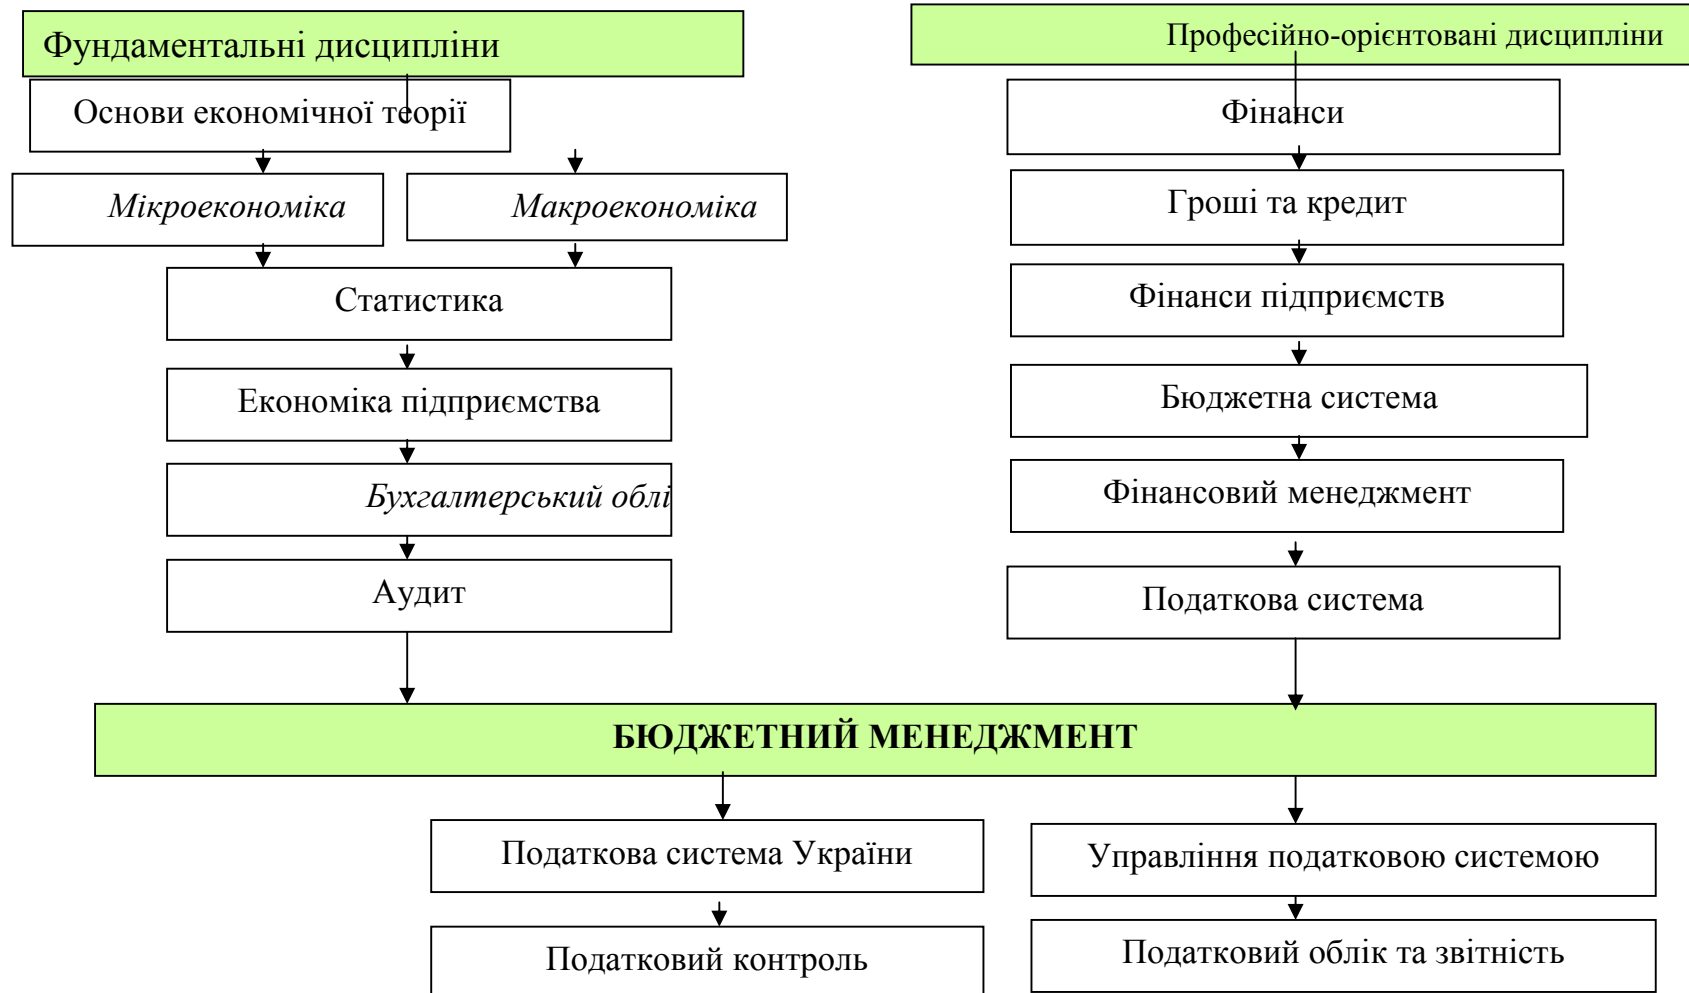 Фундаментальні дисципліни
Основи економічної теорії
Мікроекономіка
Макроекономіка
Статистика
Економіка підприємства
Бухгалтерський облі
Аудит
Професійно-орієнтовані дисципліни
Фінанси
Гроші та кредит
Фінанси підприємств
Бюджетна система
Фінансовий менеджмент
Податкова система
БЮДЖЕТНИЙ МЕНЕДЖМЕНТ
Податкова система України
Податковий контроль
Управління податковою системою
Податковий облік та звітність